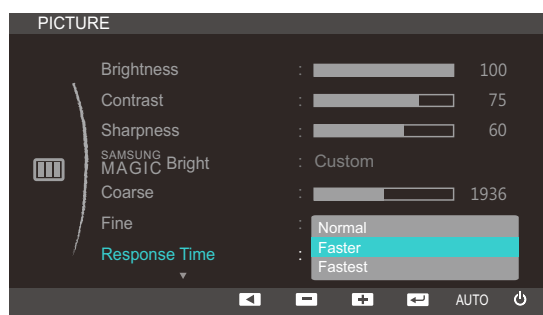 PICTURE
Brightness : 100
Contrast : 75
Sharpness : 60
SAMSUNG
MAGIC Bright : Custom
Coarse : 1936
Fine :
Normal
Response Time : Faster
Fastest
AUTO